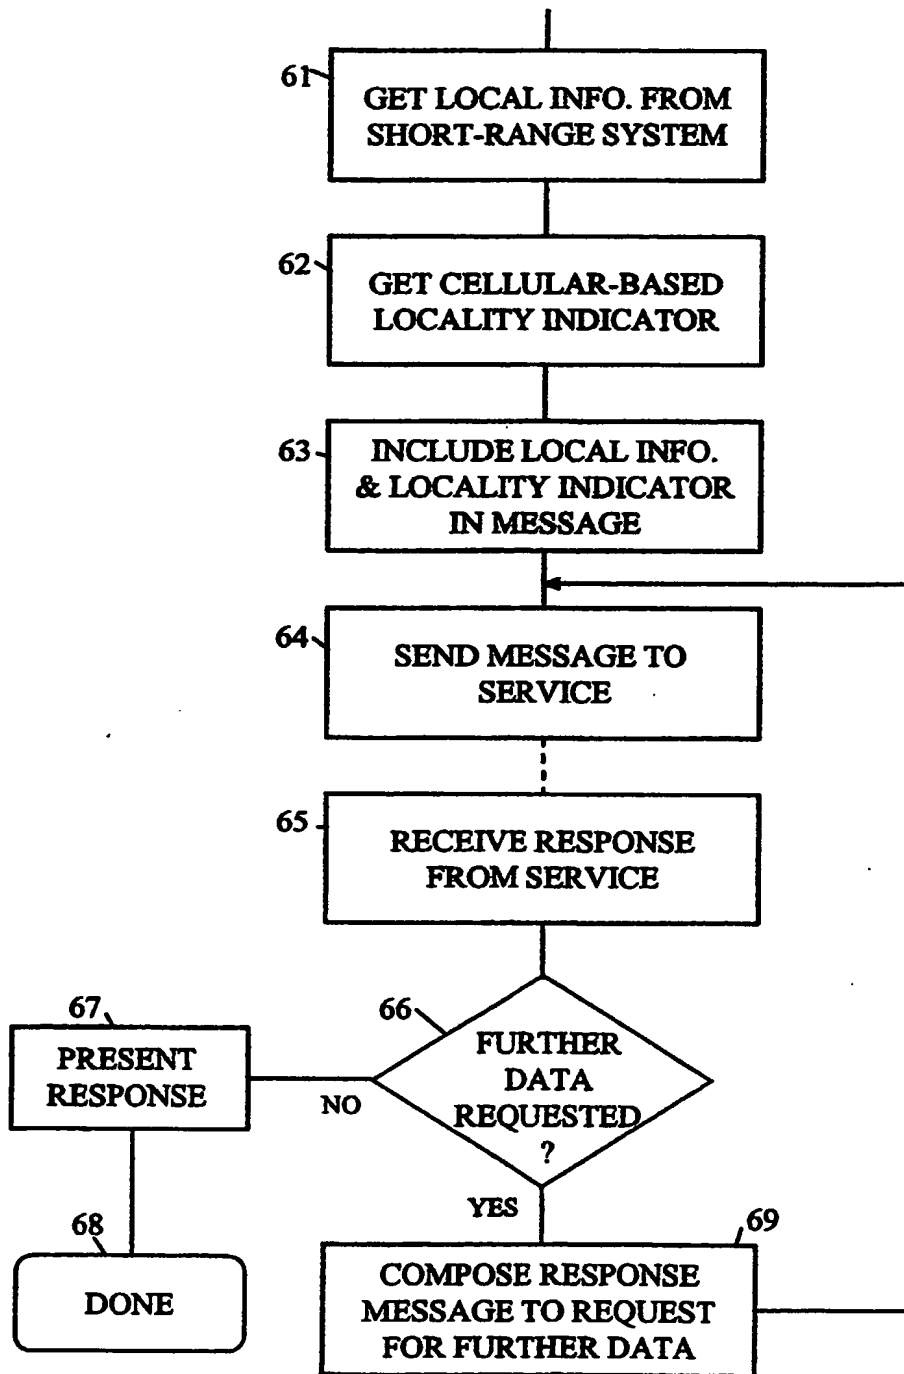 61
GET LOCAL INFO. FROM
SHORT-RANGE SYSTEM
62
GET CELLULAR-BASED
LOCALITY INDICATOR
63
INCLUDE LOCAL INFO.
& LOCALITY INDICATOR
IN MESSAGE
64
SEND MESSAGE TO
SERVICE
65
RECEIVE RESPONSE
FROM SERVICE
66
FURTHER
DATA
REQUESTED
?
NO
67
PRESENT
RESPONSE
68
DONE
YES
69
COMPOSE RESPONSE
MESSAGE TO REQUEST
FOR FURTHER DATA